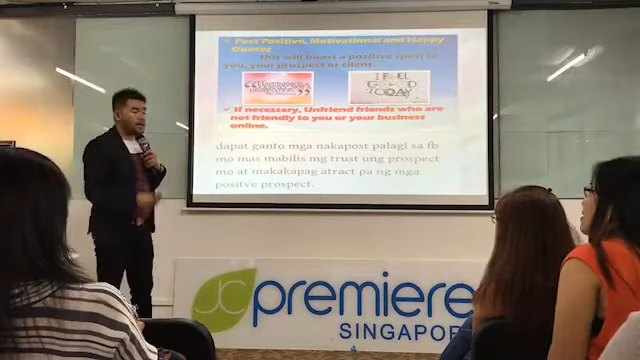 ✓ Post Positive, Motivational and Happy
Quotes
this will boost a positive spirit to
you, your prospect or client.
I FEEL
GOOD
TODAY
✓ If necessary, Unfriend friends who are
not friendly to you or your business
online.
dapat ganto mga nakapost palagi sa fb
mo mas mabilis mg trust ung prospect
mo at makakapag atract pa ng mga
positve prospect.
JC premiere
SINGAPOR